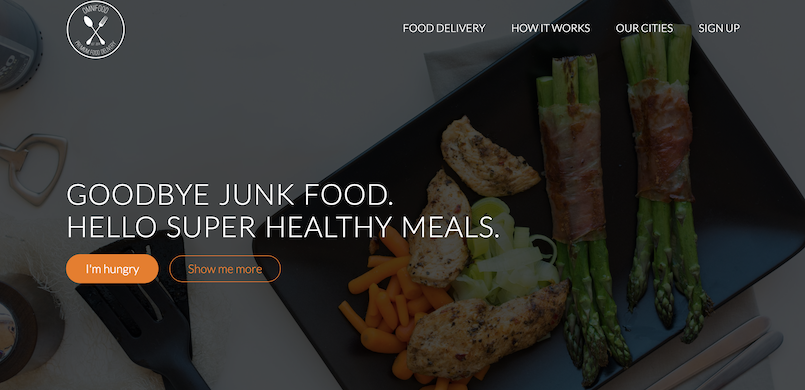 OMNIFOOD
PREMIUM FOOD DELIVERY
FOOD DELIVERY
HOW IT WORKS
OUR CITIES
SIGN UP
GOODBYE JUNK FOOD.
HELLO SUPER HEALTHY MEALS.
I'm hungry
Show me more